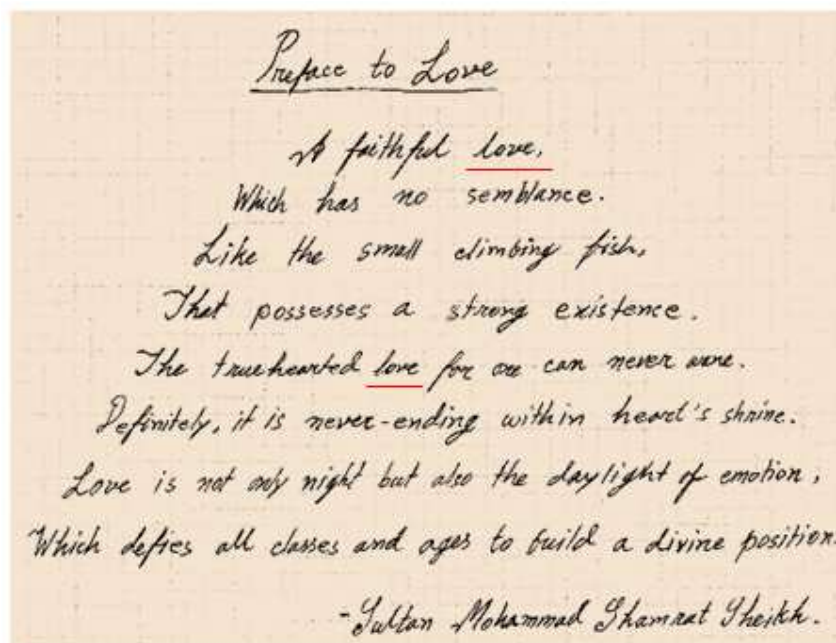 Preface to Love
A faithful love,
Which has no semblance.
Like the small climbing fish,
That possesses a strong existence.
The truehearted love for one can never wane.
Definitely, it is never-ending within heart's shrine.
Love is not only night but also the daylight of emotion,
Which defies all classes and ages to build a divine position.
-Sultan Mohammad Shamrat Sheikh.